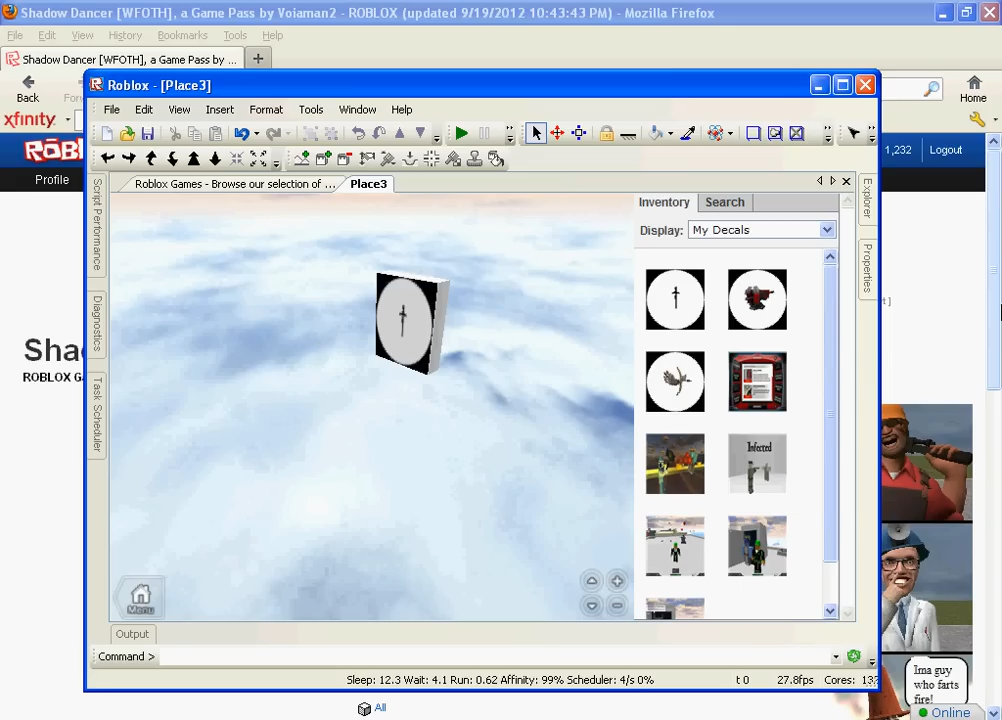 Shadow Dancer [WFOTH], a Game Pass by Voiaman2 - ROBLOX (updated 9/19/2012 10:43:43 PM) - Mozilla Firefox
File Edit View History Bookmarks Tools Help
Shadow Dancer [WFOTH], a Game Pass by ...
Back
Home
xfinity
1,232 Logout
Profile
Sha
ROBLOX
Roblox - [Place3]
File Edit View Insert Format Tools Window Help
Roblox Games - Browse our selection of ... Place3
Script Performance
Diagnostics
Task Scheduler
Inventory Search
Display: My Decals
Infected
Explorer
Properties
Menu
Output
Command >
Sleep: 12.3 Wait: 4.1 Run: 0.62 Affinity: 99% Scheduler: 4/s 0% t 0 27.8fps Cores:
All
Ima guy
who farts
fire!
Online